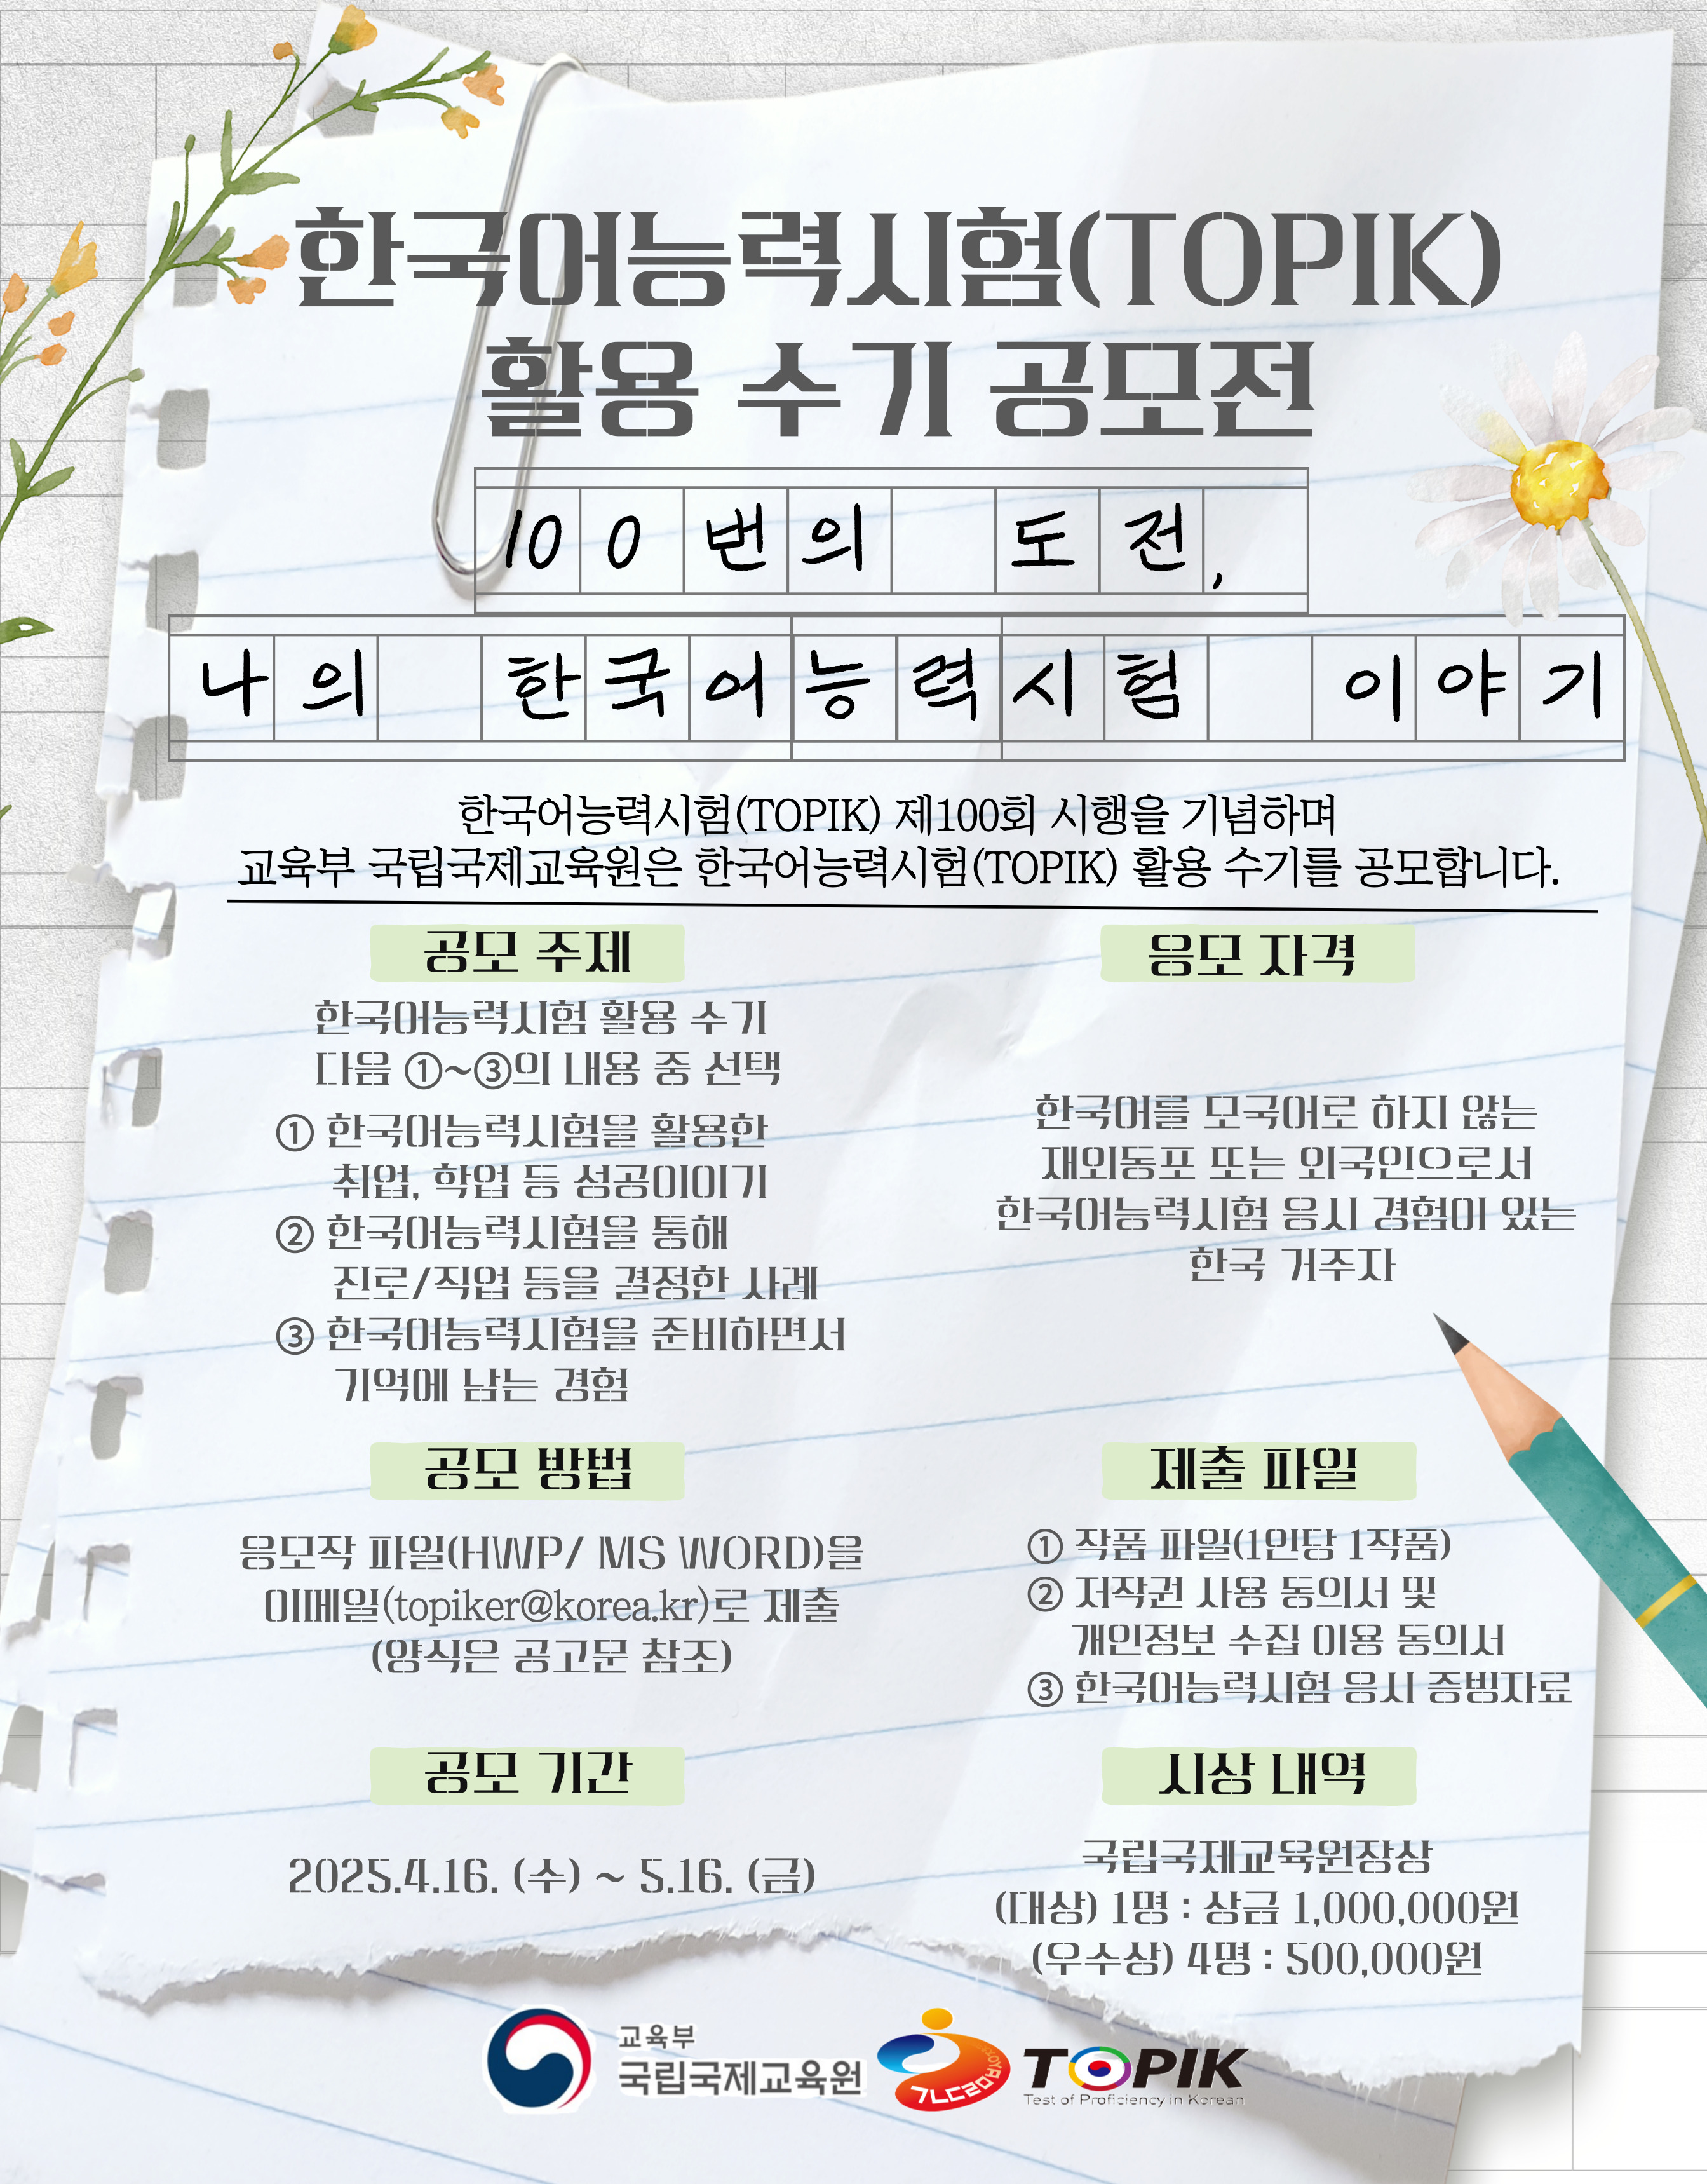 한국어능력시험(TOPIK)
활용 수기 공모전
100번의 도전,
나의 한국어능력시험 이야기
한국어능력시험(TOPIK) 제100회 시행을 기념하며
교육부 국립국제교육원은 한국어능력시험(TOPIK) 활용 수기를 공모합니다.
공모 주제
한국어능력시험 활용 수기
다음 ①~③의 내용 중 선택
① 한국어능력시험을 활용한
취업, 학업 등 성공이이기
② 한국어능력시험을 통해
진로/직업 등을 결정한 사례
③ 한국어능력시험을 준비하면서
기억에 남는 경험
응모 자격
한국어를 모국어로 하지 않는
재외동포 또는 외국인으로서
한국어능력시험 응시 경험이 있는
한국 거주자
공모 방법
응모작 파일(HWP/ MS WORD)을
이메일(topiker@korea.kr)로 제출
(양식은 공고문 참조)
제출 파일
① 작품 파일(1인당 1작품)
② 저작권 사용 동의서 및
개인정보 수집 이용 동의서
③ 한국어능력시험 응시 증빙자료
공모 기간
2025.4.16. (수) ~ 5.16. (금)
시상 내역
국립국제교육원장상
(대상) 1명 : 상금 1,000,000원
(우수상) 4명 : 500,000원
교육부
국립국제교육원
TOPIK
Test of Proficiency in Korean